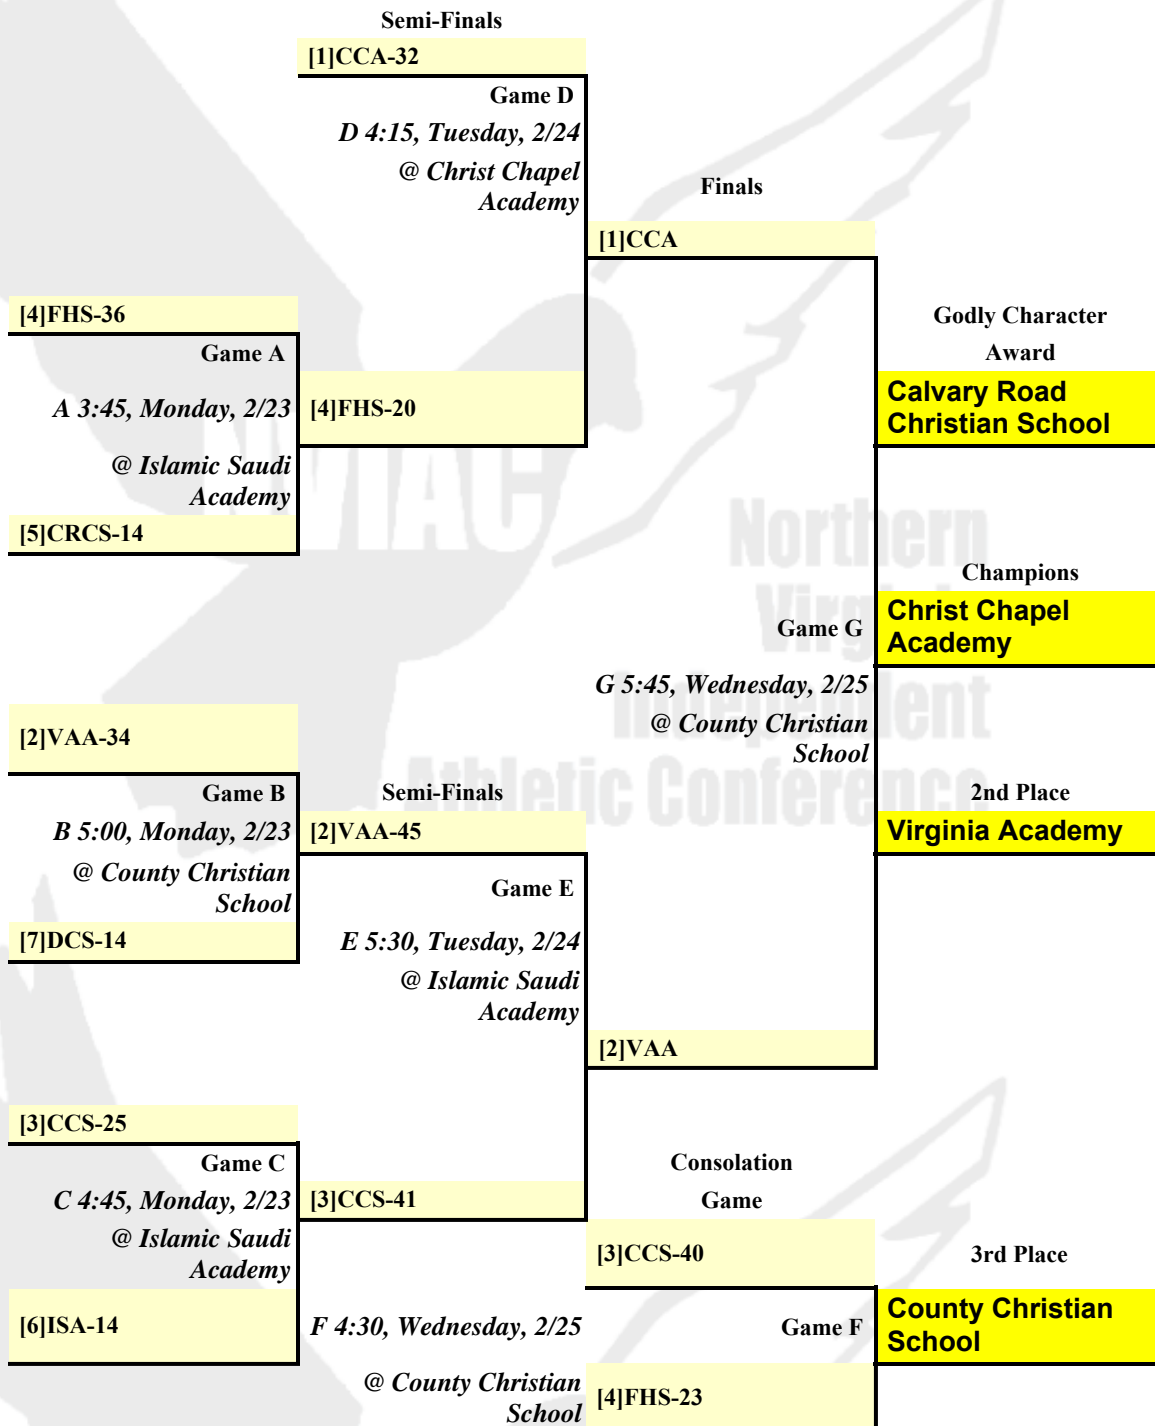 Semi-Finals
[1]CCA-32
Game D
D 4:15, Tuesday, 2/24
@ Christ Chapel
Academy
Finals
[1]CCA
[4]FHS-36
Game A
A 3:45, Monday, 2/23
@ Islamic Saudi
Academy
[5]CRCS-14
[4]FHS-20
Godly Character
Award
Calvary Road
Christian School
NVIAC
Northern
Virginia
Independent
Athletic Conference
Champions
Christ Chapel
Academy
Game G
G 5:45, Wednesday, 2/25
@ County Christian
School
[2]VAA-34
Game B
B 5:00, Monday, 2/23
@ County Christian
School
[7]DCS-14
Semi-Finals
[2]VAA-45
Game E
E 5:30, Tuesday, 2/24
@ Islamic Saudi
Academy
2nd Place
Virginia Academy
[2]VAA
[3]CCS-25
Game C
C 4:45, Monday, 2/23
@ Islamic Saudi
Academy
[6]ISA-14
[3]CCS-41
Consolation
Game
[3]CCS-40
3rd Place
County Christian
School
F 4:30, Wednesday, 2/25
Game F
@ County Christian
School
[4]FHS-23